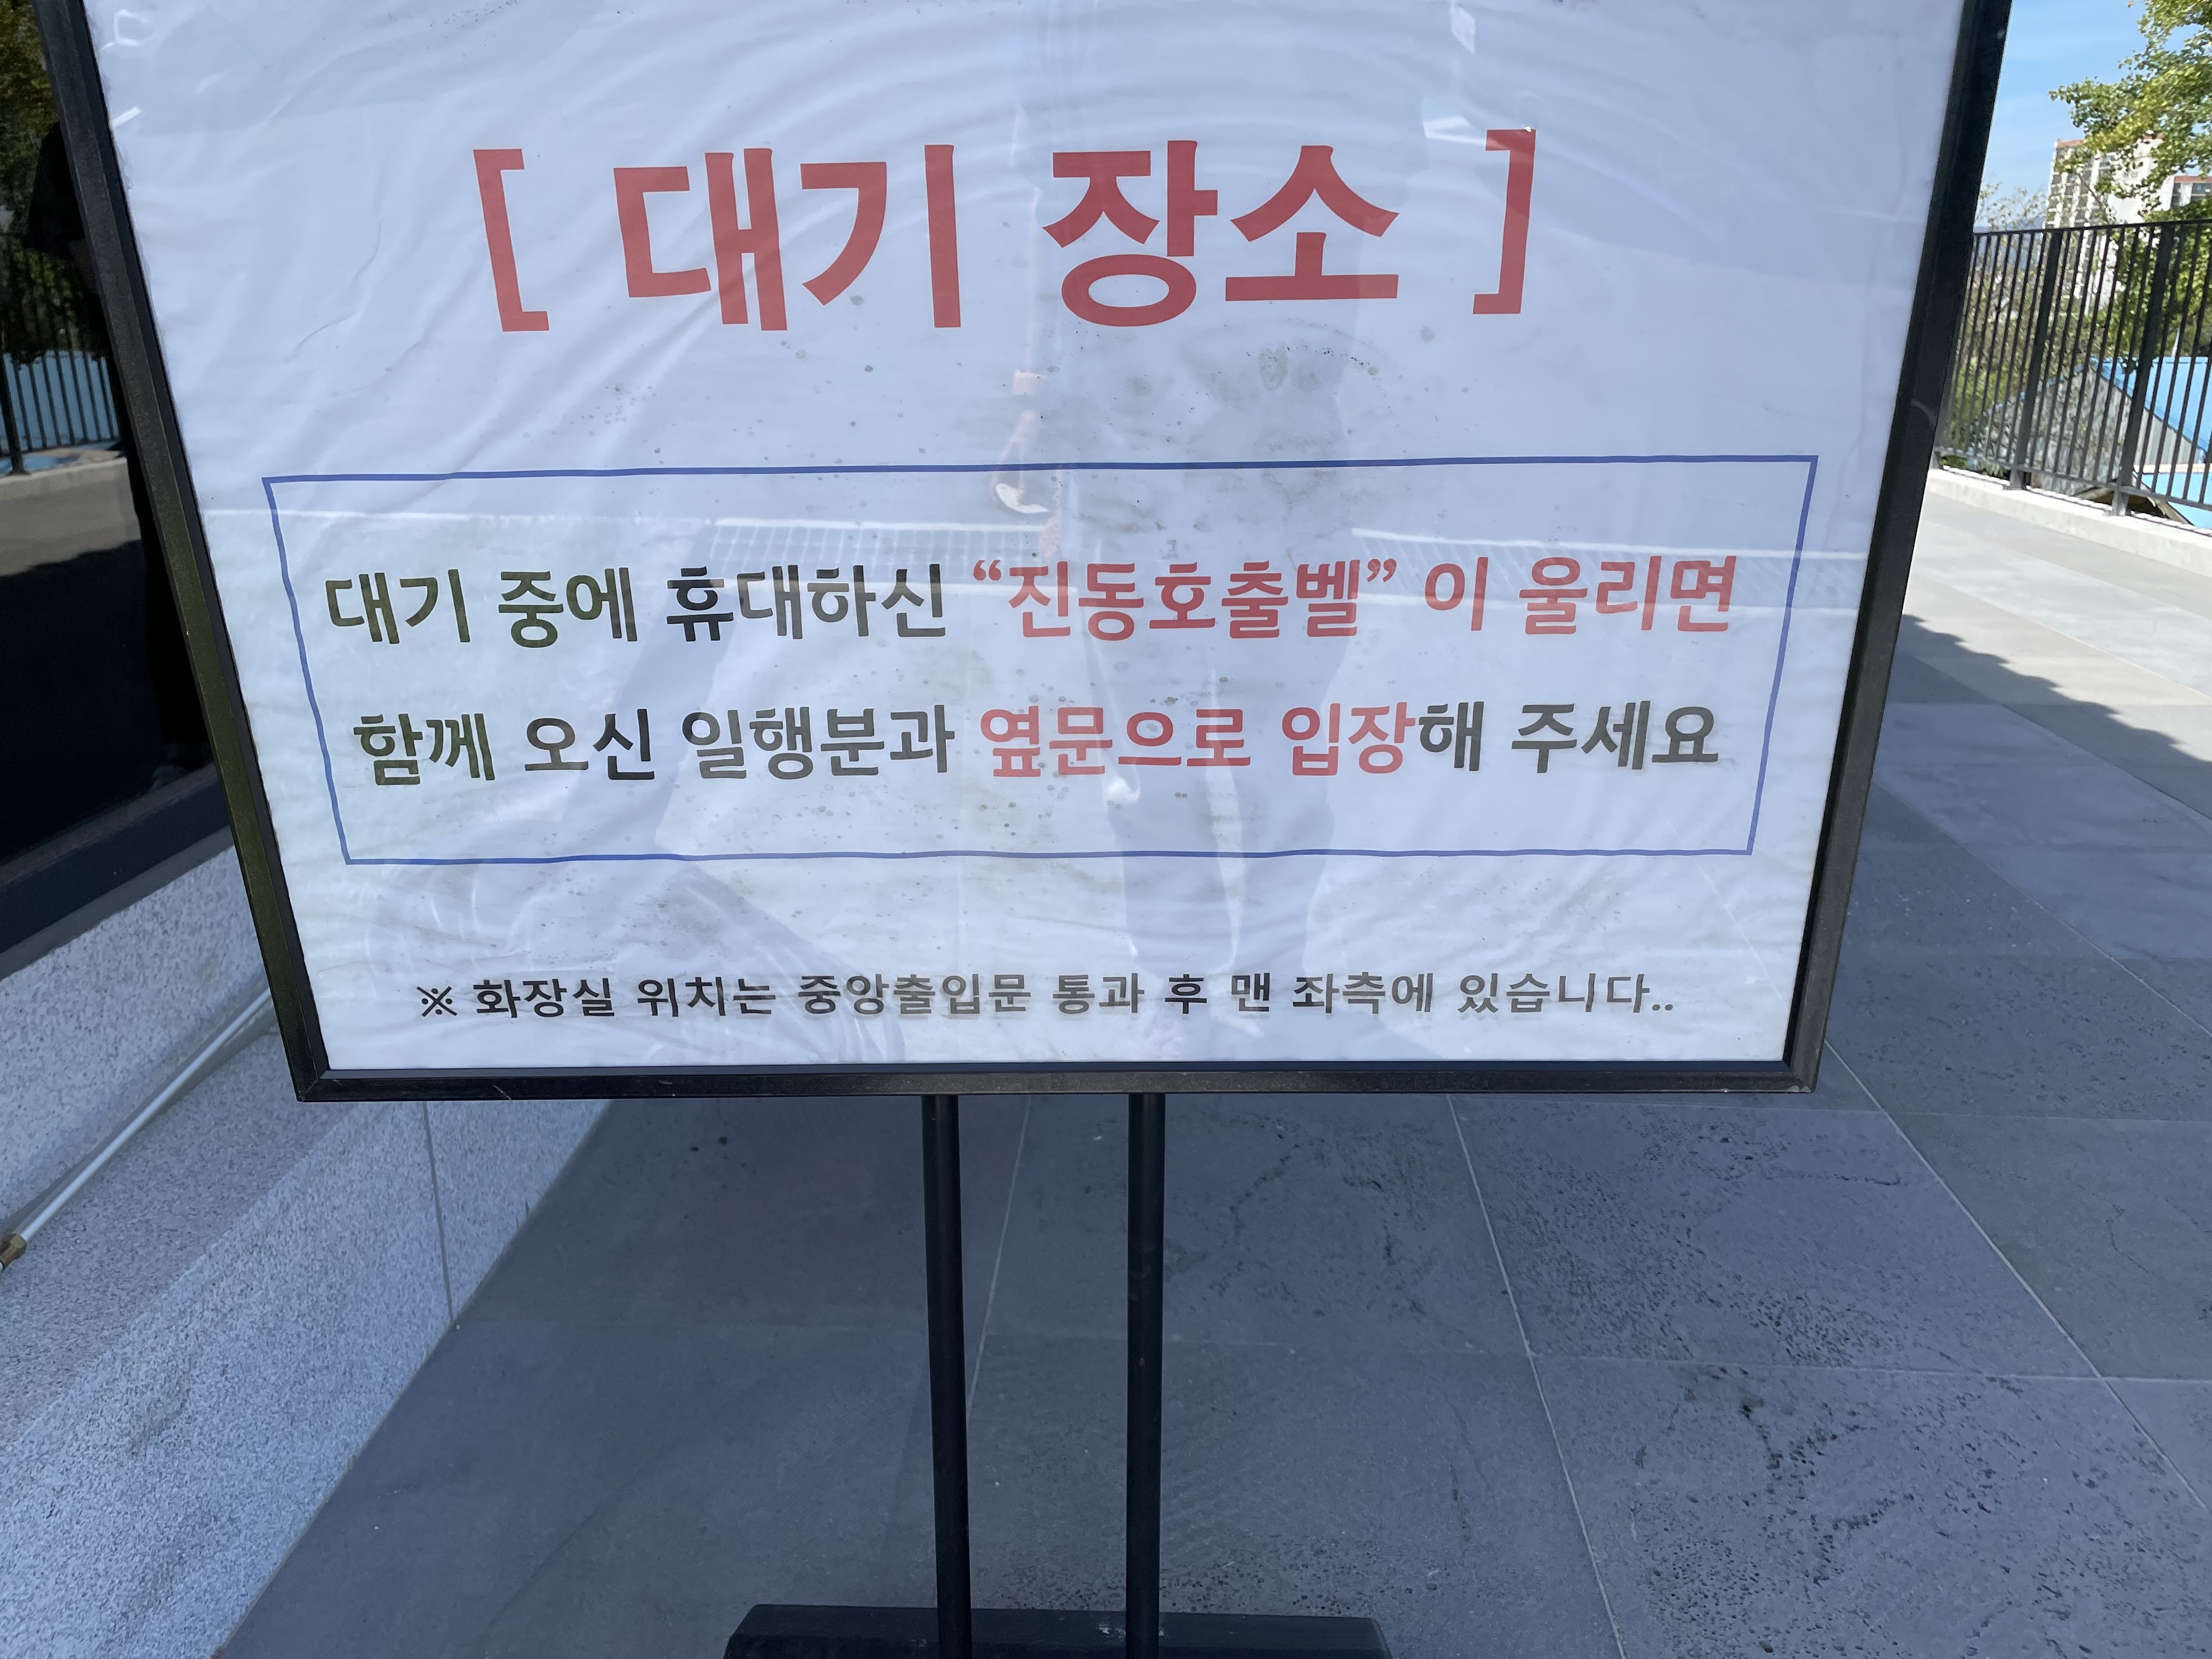 [ 대기 장소 ]
대기 중에 휴대하신 “진동호출벨” 이 울리면
함께 오신 일행분과 옆문으로 입장해 주세요
※ 화장실 위치는 중앙출입문 통과 후 맨 좌측에 있습니다..